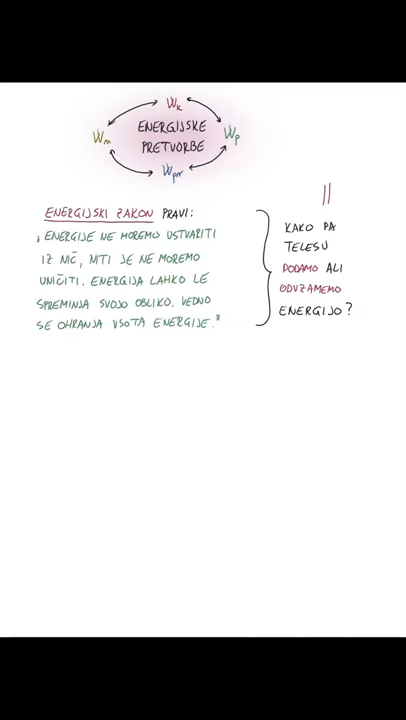 Wk
Wm
ENERGIJSKE
PRETVORBE
Wp
Wpr
ENERGIJSKI ZAKON PRAVI:
„ENERGIJE NE MOREMO USTVARITI
IZ NIČ, NITI JE NE MOREMO
UNIČITI. ENERGIJA LAHKO LE
SPREMINJA SVOJO OBLIKO. VEDNO
SE OHRANJA VSOTA ENERGIJE."
KAKO PA
TELESU
DODAMO ALI
ODVZAMEMO
ENERGIJO?